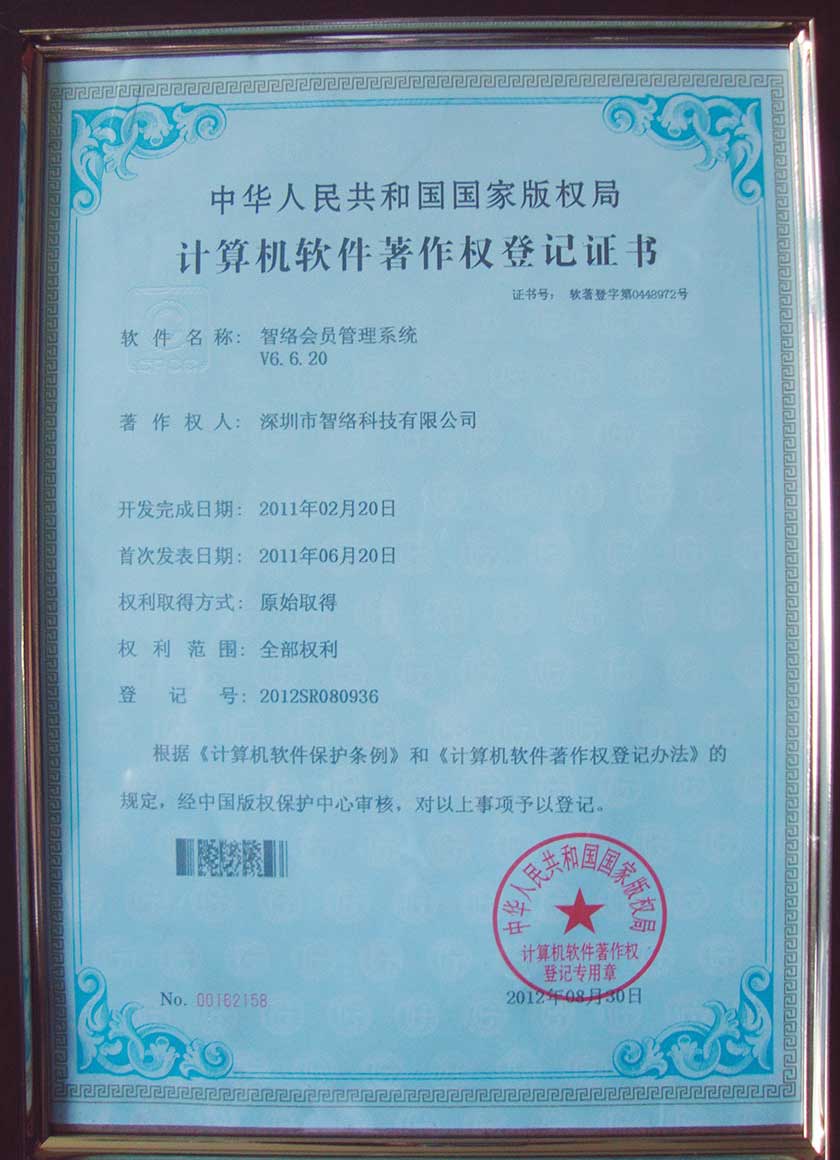 中华人民共和国国家版权局
计算机软件著作权登记证书
证书号: 软著登字第0448972号
软件名称: 智络会员管理系统
V6.6.20
著作权人: 深圳市智络科技有限公司
开发完成日期: 2011年02月20日
首次发表日期: 2011年06月20日
权利取得方式: 原始取得
权利范围: 全部权利
登记号: 2012SR080936
根据《计算机软件保护条例》和《计算机软件著作权登记办法》的
规定，经中国版权保护中心审核，对以上事项予以登记。
中华人民共和国国家版权局
计算机软件著作权
登记专用章
No. 00162158
2012年08月30日